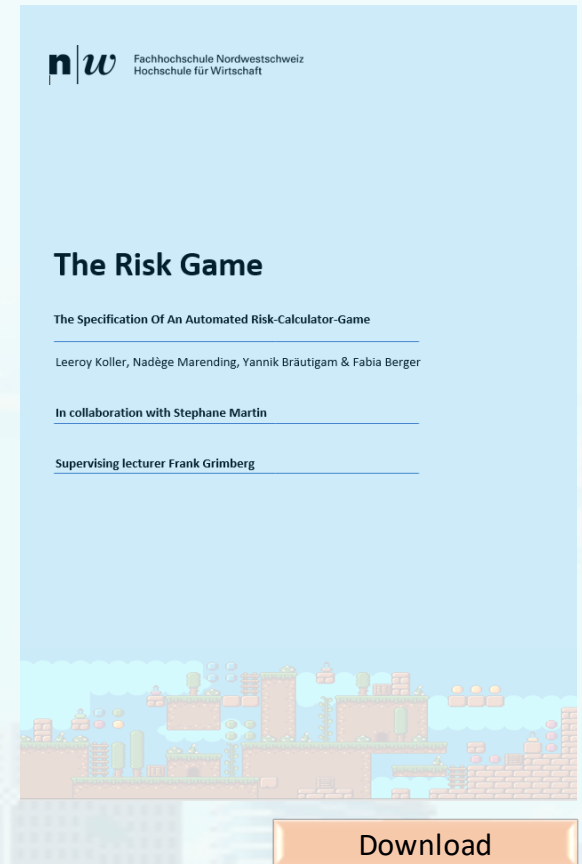 n|w
Fachhochschule Nordwestschweiz
Hochschule für Wirtschaft
The Risk Game
The Specification Of An Automated Risk-Calculator-Game
Leeroy Koller, Nadège Marending, Yannik Bräutigam & Fabia Berger
In collaboration with Stephane Martin
Supervising lecturer Frank Grimberg
Download